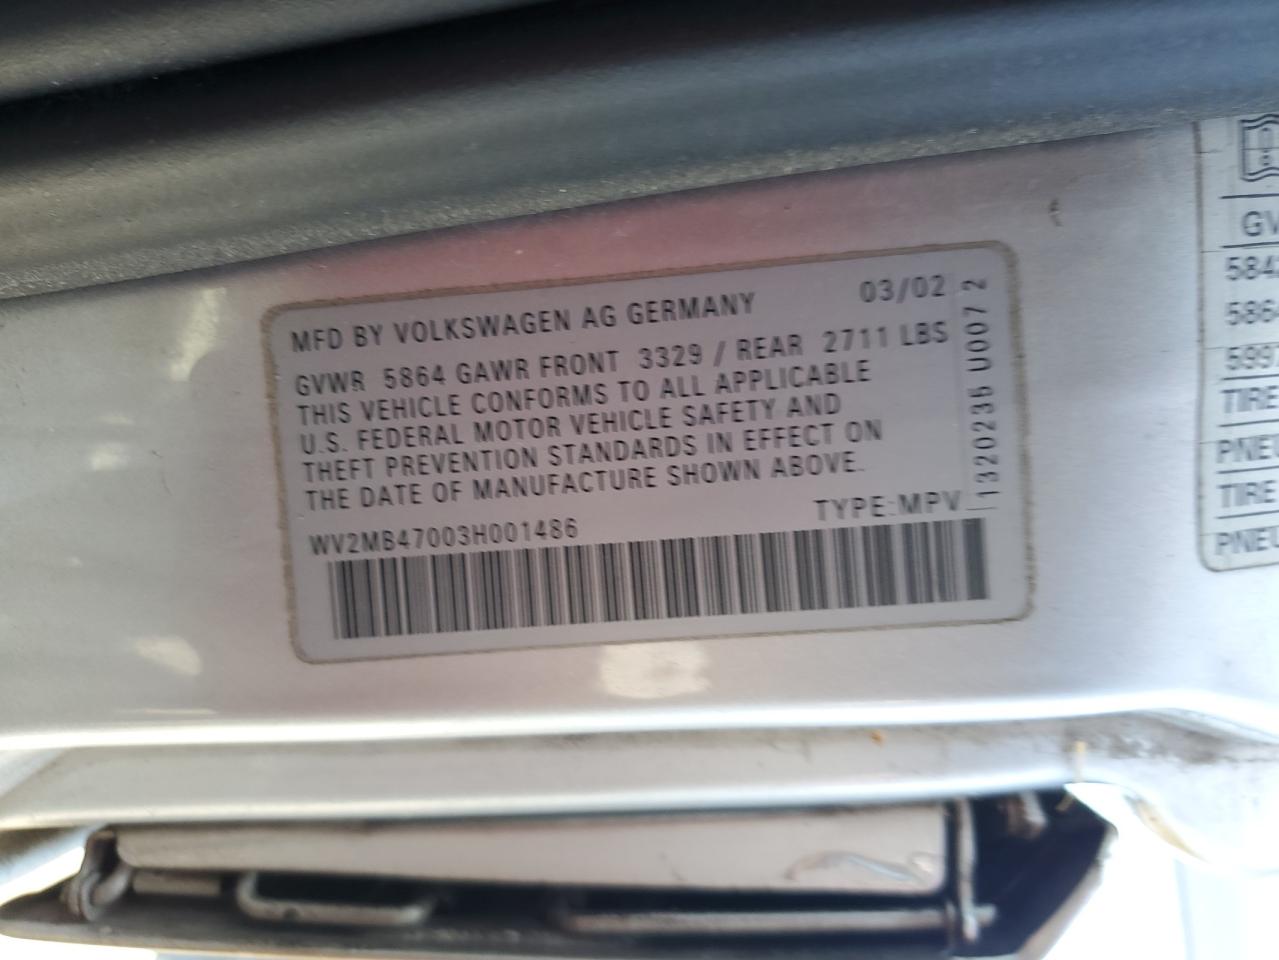 MFD BY VOLKSWAGEN AG GERMANY 03/02
GVWR 5864 GAWR FRONT 3329 / REAR 2711 LBS
THIS VEHICLE CONFORMS TO ALL APPLICABLE
U.S. FEDERAL MOTOR VEHICLE SAFETY AND
THEFT PREVENTION STANDARDS IN EFFECT ON
THE DATE OF MANUFACTURE SHOWN ABOVE.
WV2MB47003H001486 TYPE:MPV
1320235 U007 2
GV
584
586
599
TIRE
PNEU
TIRE
PNEU